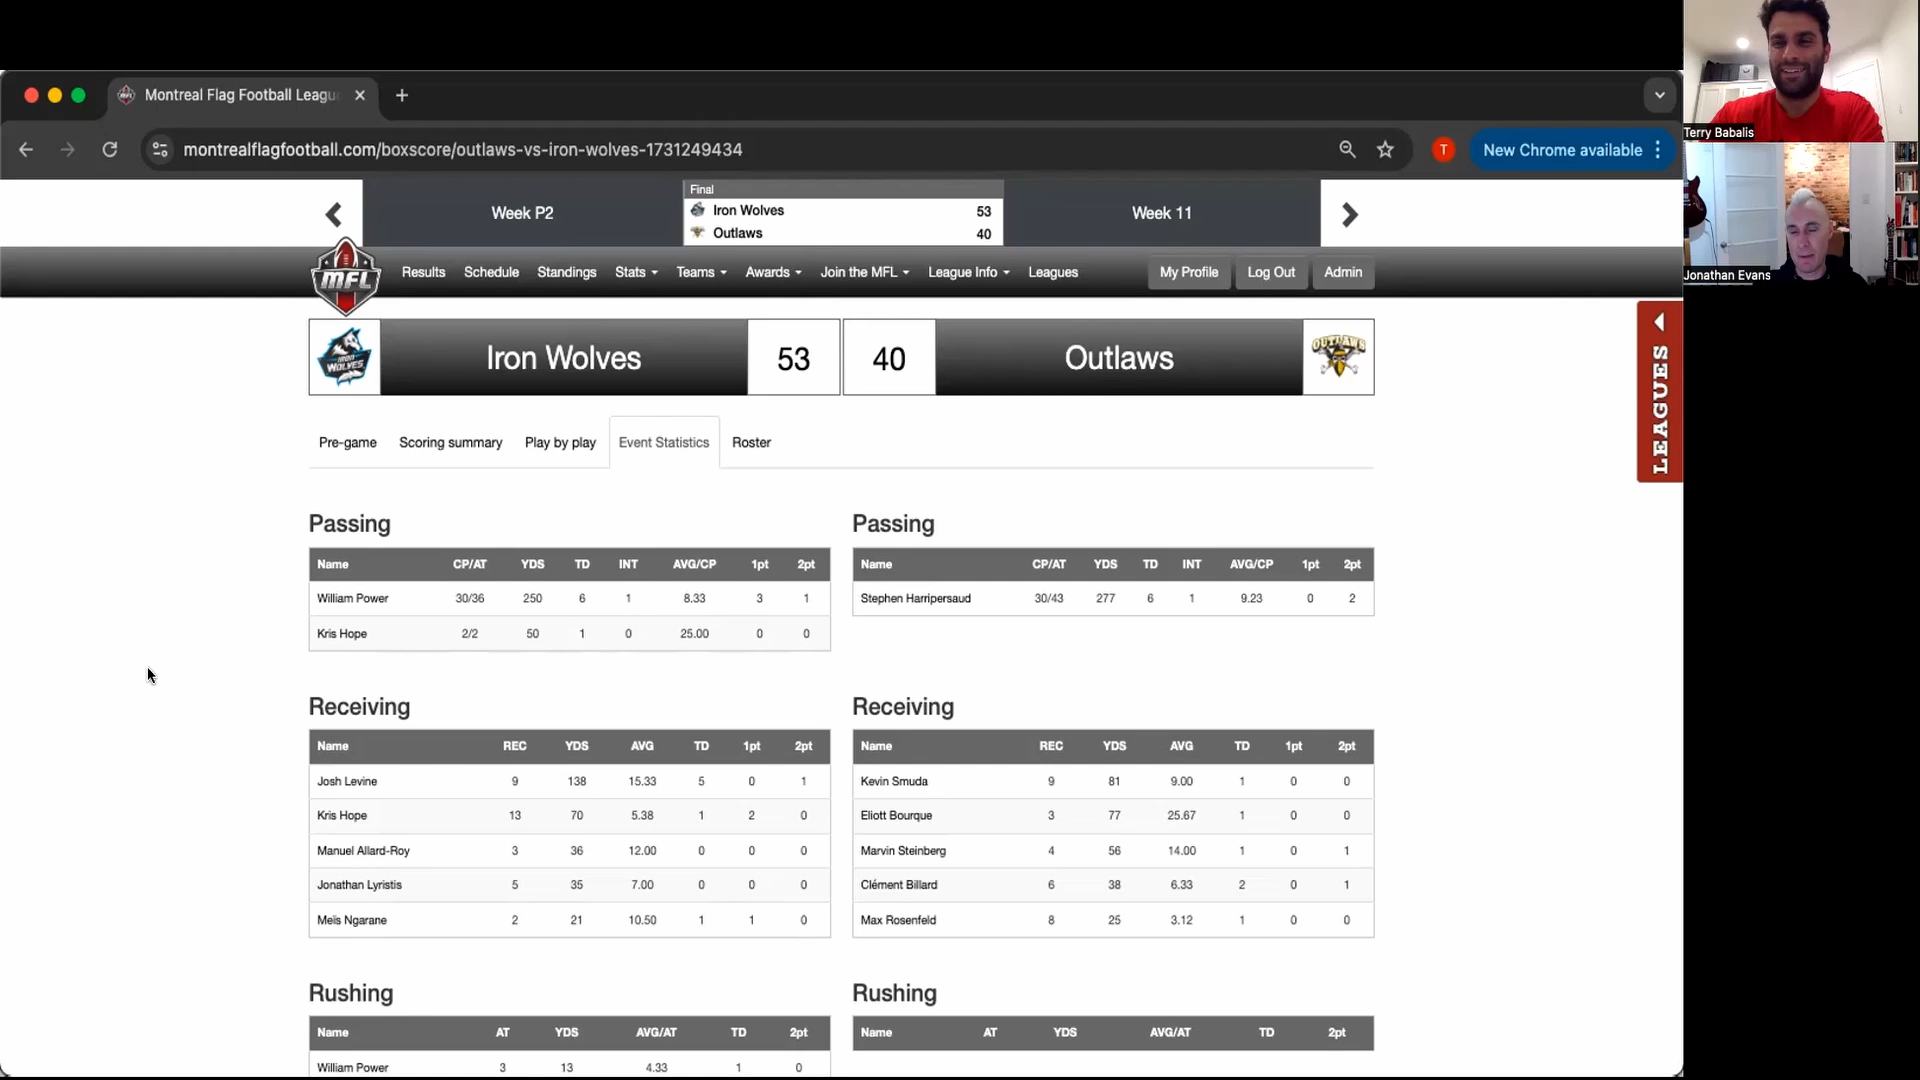 Montreal Flag Football Leagu
montrealflagfootball.com/boxscore/outlaws-vs-iron-wolves-1731249434
T
New Chrome available
Terry Babalis
Jonathan Evans
Week P2
Final
Iron Wolves 53
Outlaws 40
Week 11
MFL
Results Schedule Standings Stats Teams Awards Join the MFL League Info Leagues My Profile Log Out Admin
LEAGUES
IRON WOLVES
Iron Wolves 53 40 Outlaws
OUTLAWS
Pre-game Scoring summary Play by play Event Statistics Roster
Passing
Name CP/AT YDS TD INT AVG/CP 1pt 2pt
William Power 30/36 250 6 1 8.33 3 1
Kris Hope 2/2 50 1 0 25.00 0 0
Passing
Name CP/AT YDS TD INT AVG/CP 1pt 2pt
Stephen Harripersaud 30/43 277 6 1 9.23 0 2
Receiving
Name REC YDS AVG TD 1pt 2pt
Josh Levine 9 138 15.33 5 0 1
Kris Hope 13 70 5.38 1 2 0
Manuel Allard-Roy 3 36 12.00 0 0 0
Jonathan Lyristis 5 35 7.00 0 0 0
Meïs Ngarane 2 21 10.50 1 1 0
Receiving
Name REC YDS AVG TD 1pt 2pt
Kevin Smuda 9 81 9.00 1 0 0
Eliott Bourque 3 77 25.67 1 0 0
Marvin Steinberg 4 56 14.00 1 0 1
Clément Billard 6 38 6.33 2 0 1
Max Rosenfeld 8 25 3.12 1 0 0
Rushing
Name AT YDS AVG/AT TD 2pt
William Power 3 13 4.33 1 0
Rushing
Name AT YDS AVG/AT TD 2pt